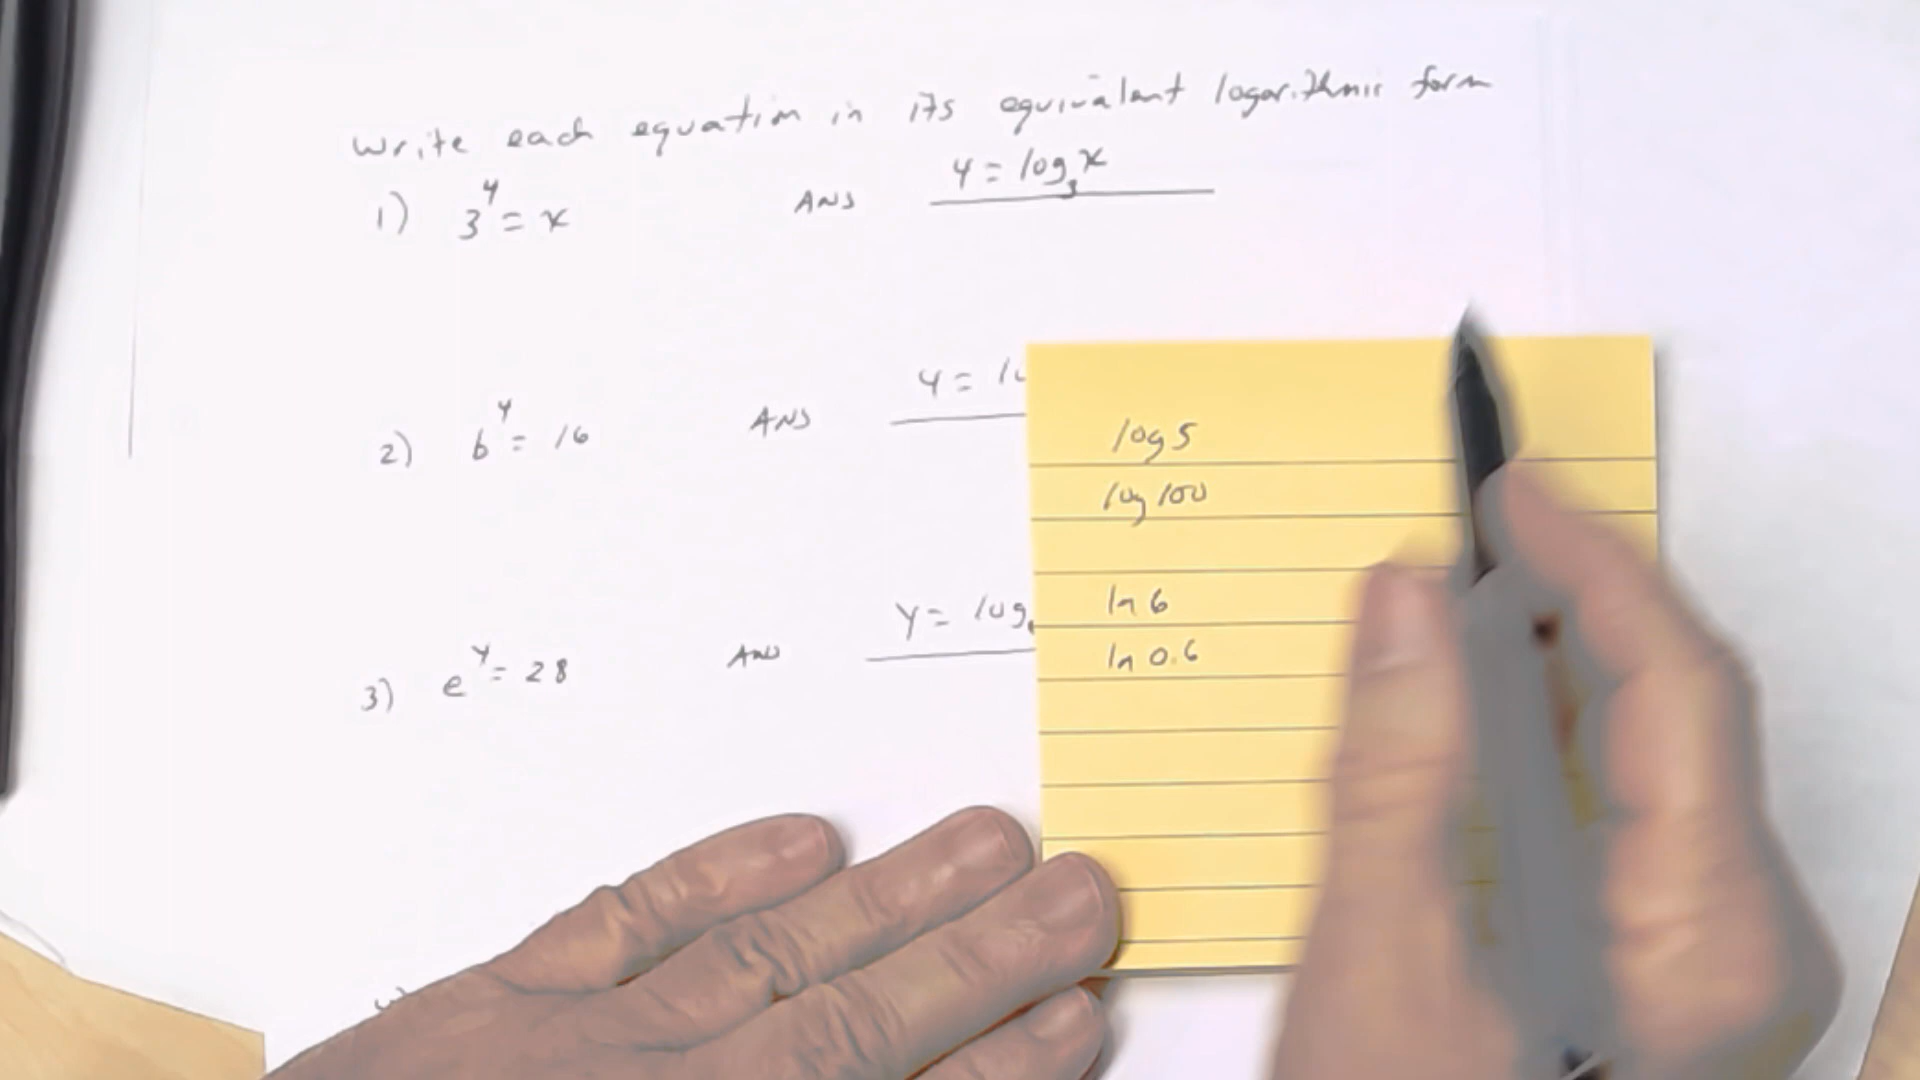 Write each equation in its equivalent logarithmic form
1) 3^y = x ANS y = log₃x
2) b^y = 16 ANS y = lo
3) e^y = 28 Ans y = log
log 5
log 100
ln 6
ln 0.6